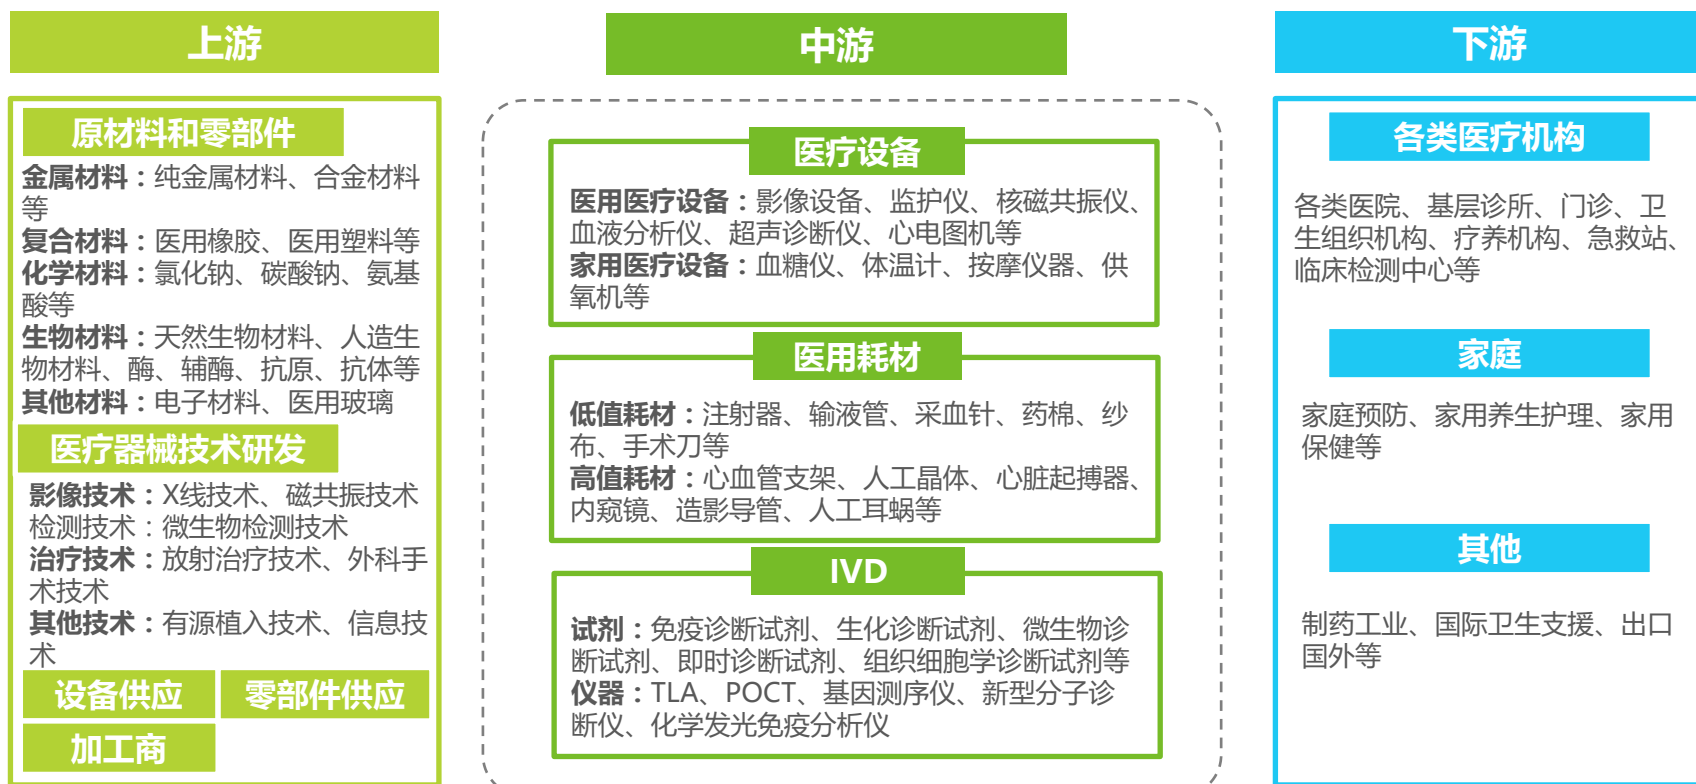 上游
原材料和零部件
金属材料：纯金属材料、合金材料
等
复合材料：医用橡胶、医用塑料等
化学材料：氯化钠、碳酸钠、氨基
酸等
生物材料：天然生物材料、人造生
物材料、酶、辅酶、抗原、抗体等
其他材料：电子材料、医用玻璃
医疗器械技术研发
影像技术：X线技术、磁共振技术
检测技术：微生物检测技术
治疗技术：放射治疗技术、外科手
术技术
其他技术：有源植入技术、信息技
术
设备供应 零部件供应
加工商
中游
医疗设备
医用医疗设备：影像设备、监护仪、核磁共振仪、
血液分析仪、超声诊断仪、心电图机等
家用医疗设备：血糖仪、体温计、按摩仪器、供
氧机等
医用耗材
低值耗材：注射器、输液管、采血针、药棉、纱
布、手术刀等
高值耗材：心血管支架、人工晶体、心脏起搏器、
内窥镜、造影导管、人工耳蜗等
IVD
试剂：免疫诊断试剂、生化诊断试剂、微生物诊
断试剂、即时诊断试剂、组织细胞学诊断试剂等
仪器：TLA、POCT、基因测序仪、新型分子诊
断仪、化学发光免疫分析仪
下游
各类医疗机构
各类医院、基层诊所、门诊、卫
生组织机构、疗养机构、急救站、
临床检测中心等
家庭
家庭预防、家用养生护理、家用
保健等
其他
制药工业、国际卫生支援、出口
国外等